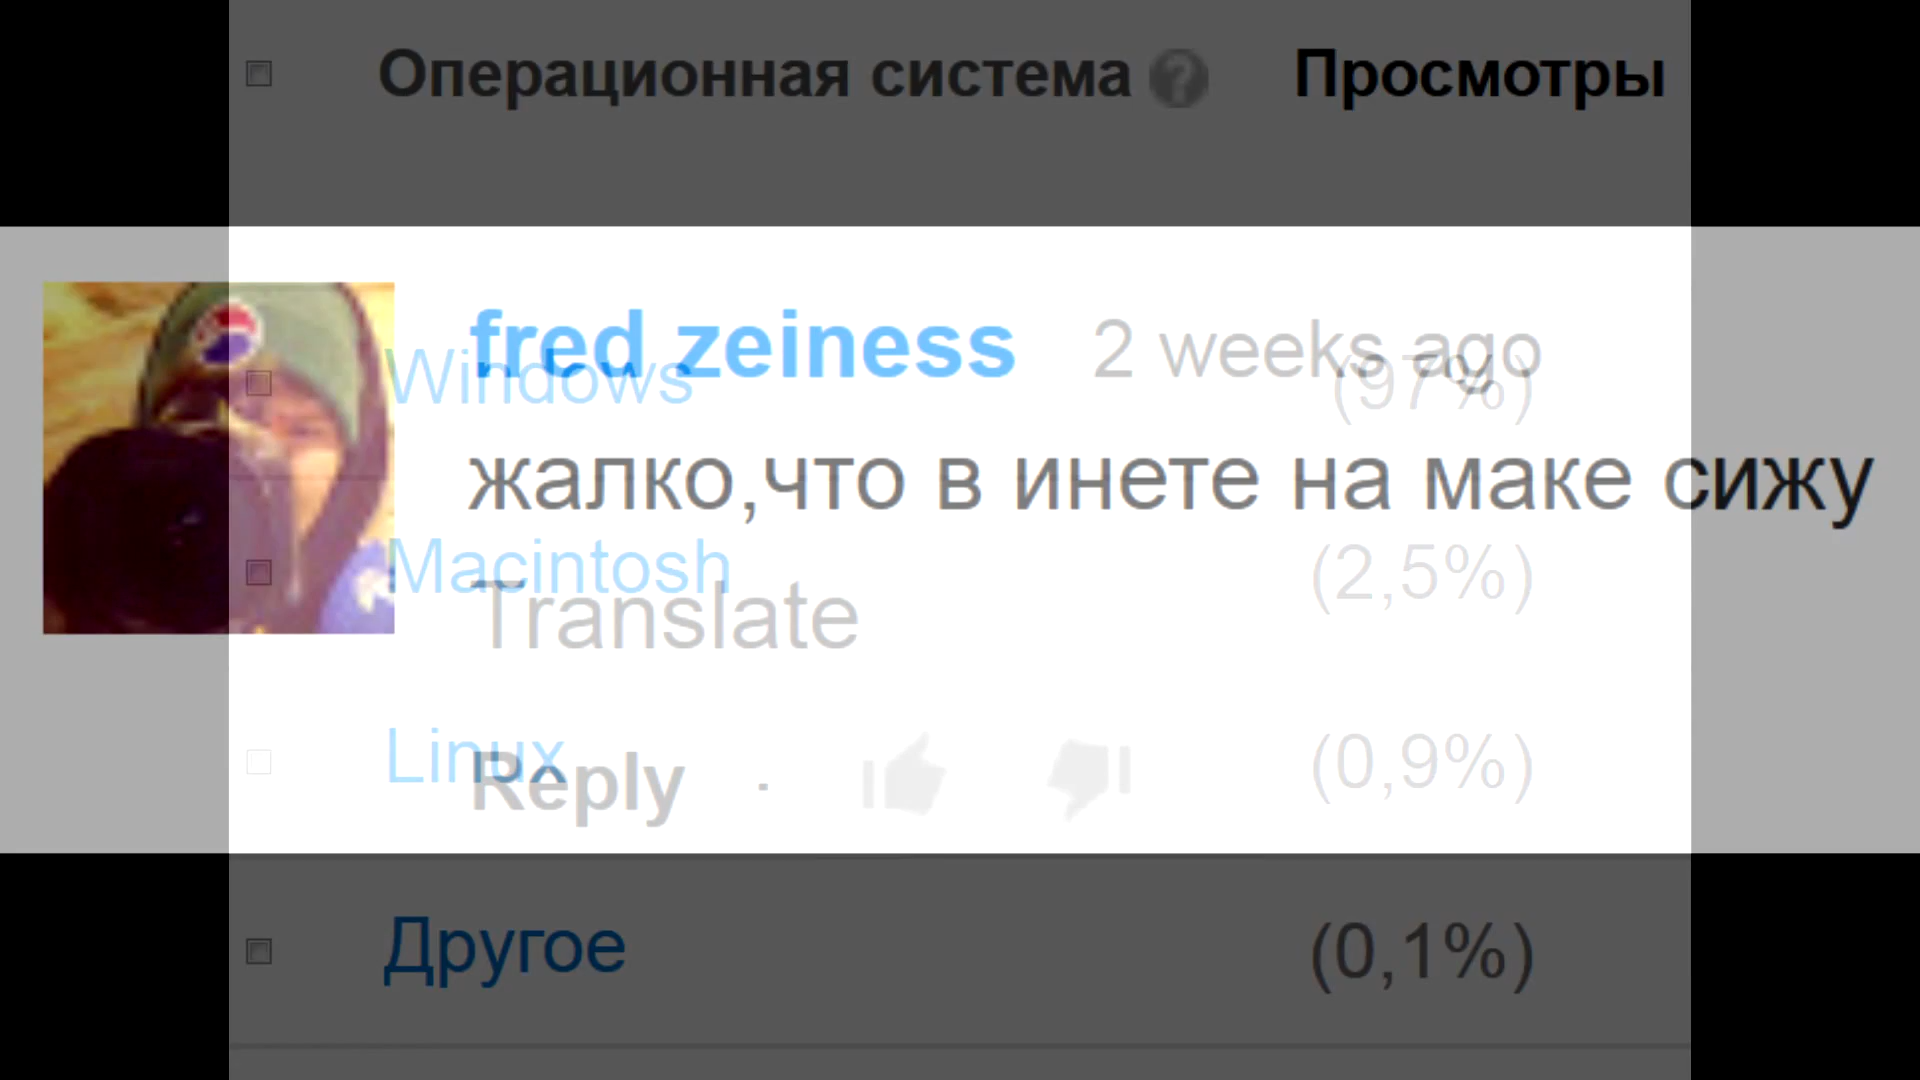 Операционная система ? Просмотры
fred zeiness 2 weeks ago
Windows (97%)
жалко,что в инете на маке сижу
Macintosh (2,5%)
Translate
Linux (0,9%)
Reply ·
Другое (0,1%)